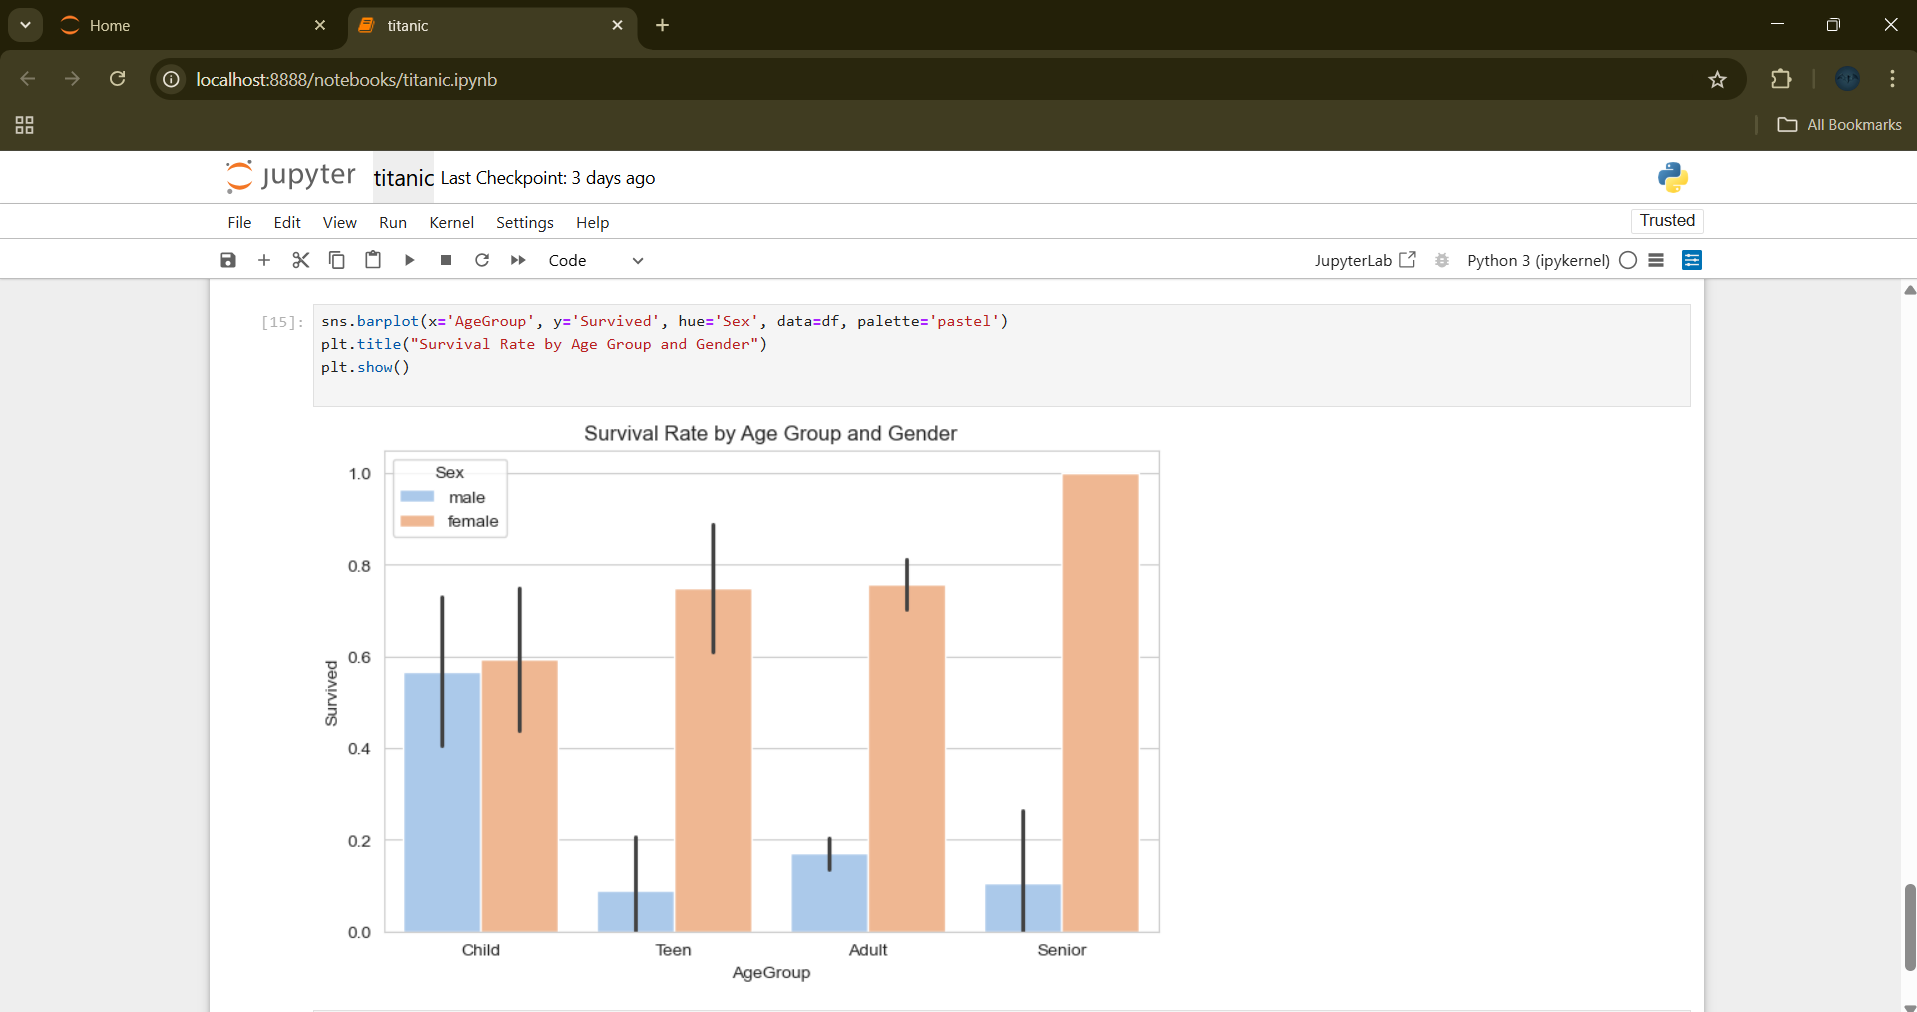 Home
titanic
localhost:8888/notebooks/titanic.ipynb
All Bookmarks
jupyter titanic Last Checkpoint: 3 days ago
File Edit View Run Kernel Settings Help
Trusted
Code
JupyterLab
Python 3 (ipykernel)
[15]:
sns.barplot(x='AgeGroup', y='Survived', hue='Sex', data=df, palette='pastel')
plt.title("Survival Rate by Age Group and Gender")
plt.show()
Survival Rate by Age Group and Gender
Sex
male
female
1.0
0.8
0.6
0.4
0.2
0.0
Survived
Child Teen Adult Senior
AgeGroup